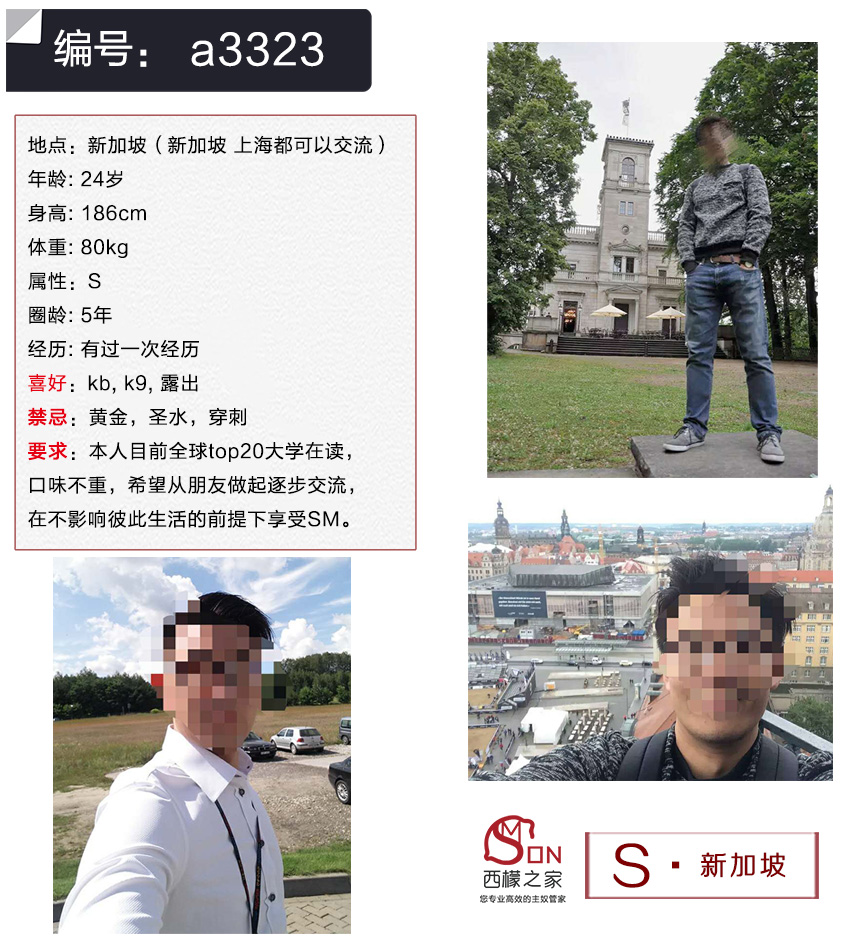 编号： a3323
地点：新加坡（新加坡 上海都可以交流）
年龄: 24岁
身高: 186cm
体重: 80kg
属性：S
圈龄: 5年
经历: 有过一次经历
喜好：kb, k9, 露出
禁忌：黄金，圣水，穿刺
要求：本人目前全球top20大学在读，
口味不重，希望从朋友做起逐步交流，
在不影响彼此生活的前提下享受SM。
SMON
西檬之家
您专业高效的主奴管家
S·新加坡